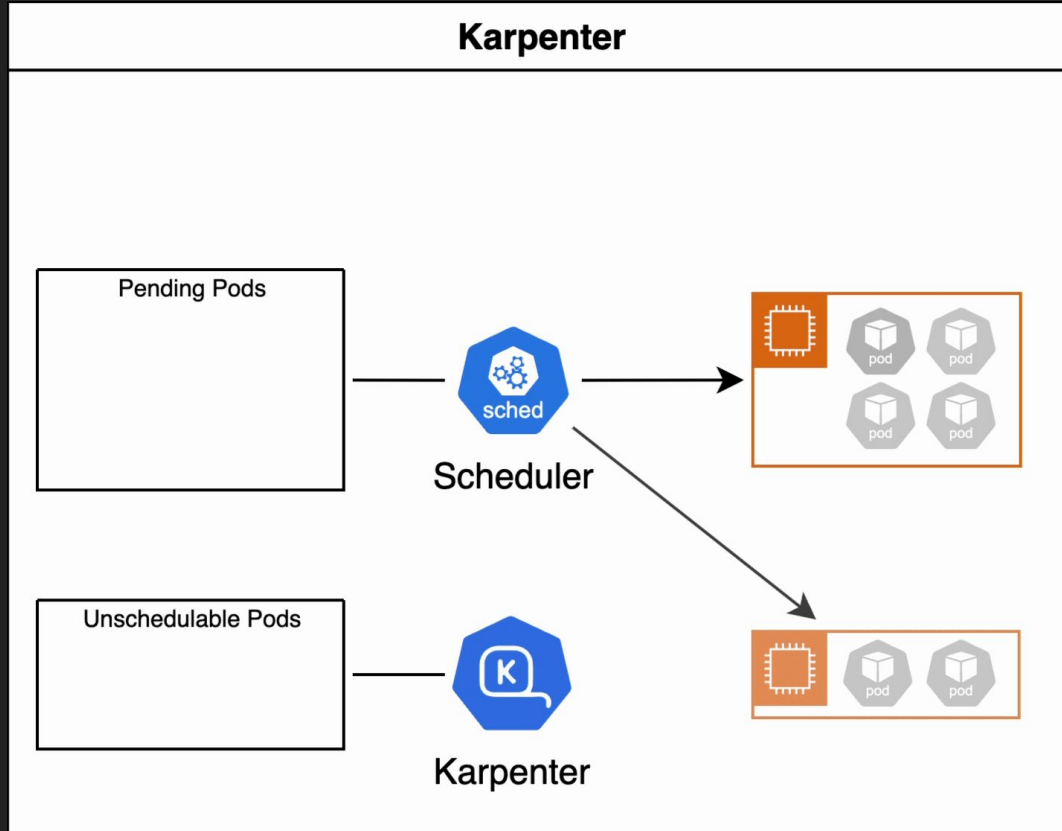 Karpenter
Pending Pods
pod
pod
sched
pod
pod
Scheduler
Unschedulable Pods
K
pod
pod
Karpenter